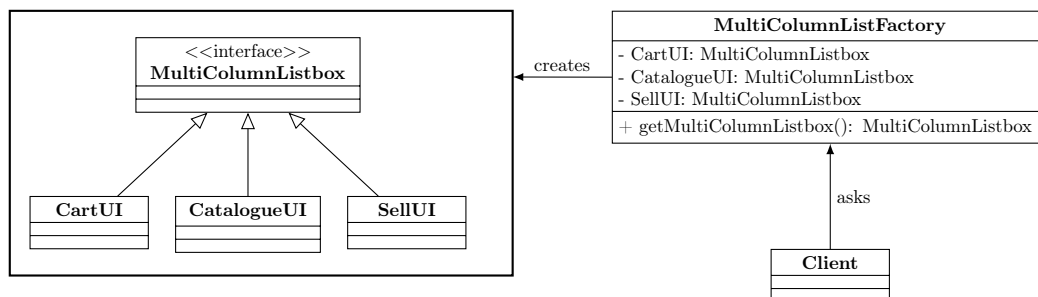 <<interface>>
MultiColumnListbox
CartUI
CatalogueUI
SellUI
creates
MultiColumnListFactory
- CartUI: MultiColumnListbox
- CatalogueUI: MultiColumnListbox
- SellUI: MultiColumnListbox
+ getMultiColumnListbox(): MultiColumnListbox
asks
Client